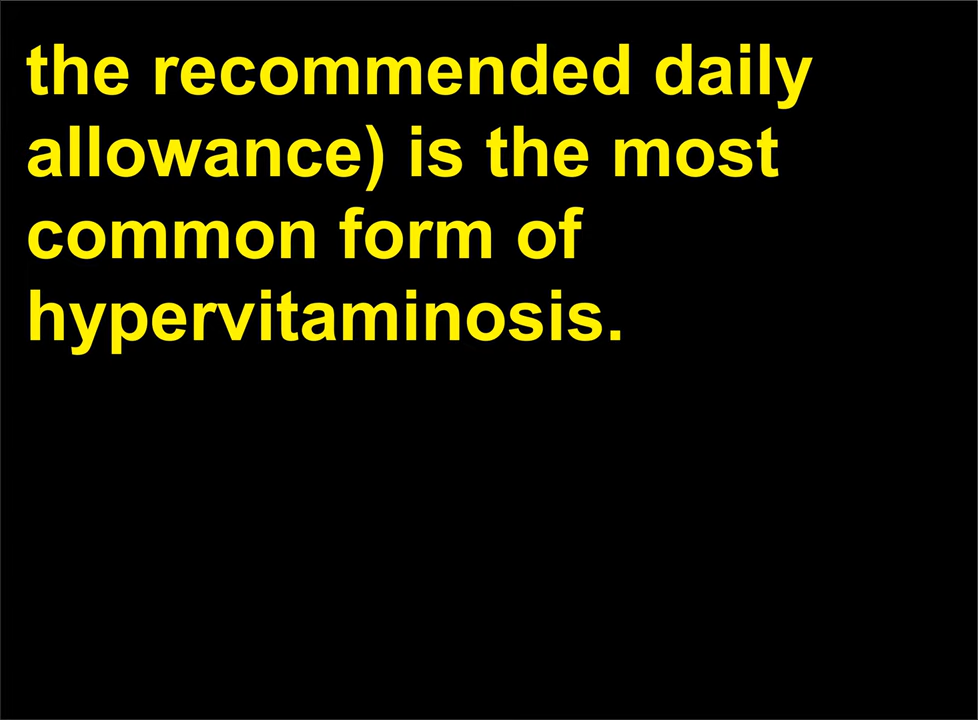 the recommended daily
allowance) is the most
common form of
hypervitaminosis.